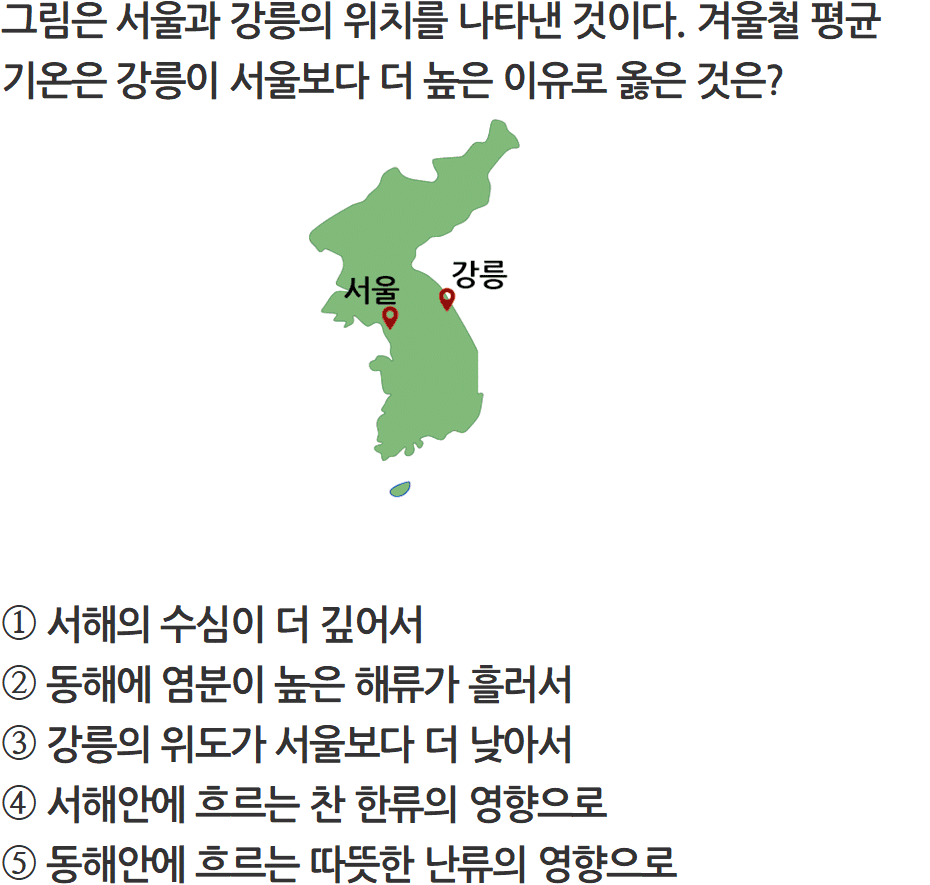 그림은 서울과 강릉의 위치를 나타낸 것이다. 겨울철 평균
기온은 강릉이 서울보다 더 높은 이유로 옳은 것은?
강릉
서울
① 서해의 수심이 더 깊어서
② 동해에 염분이 높은 해류가 흘러서
③ 강릉의 위도가 서울보다 더 낮아서
④ 서해안에 흐르는 찬 한류의 영향으로
⑤ 동해안에 흐르는 따뜻한 난류의 영향으로